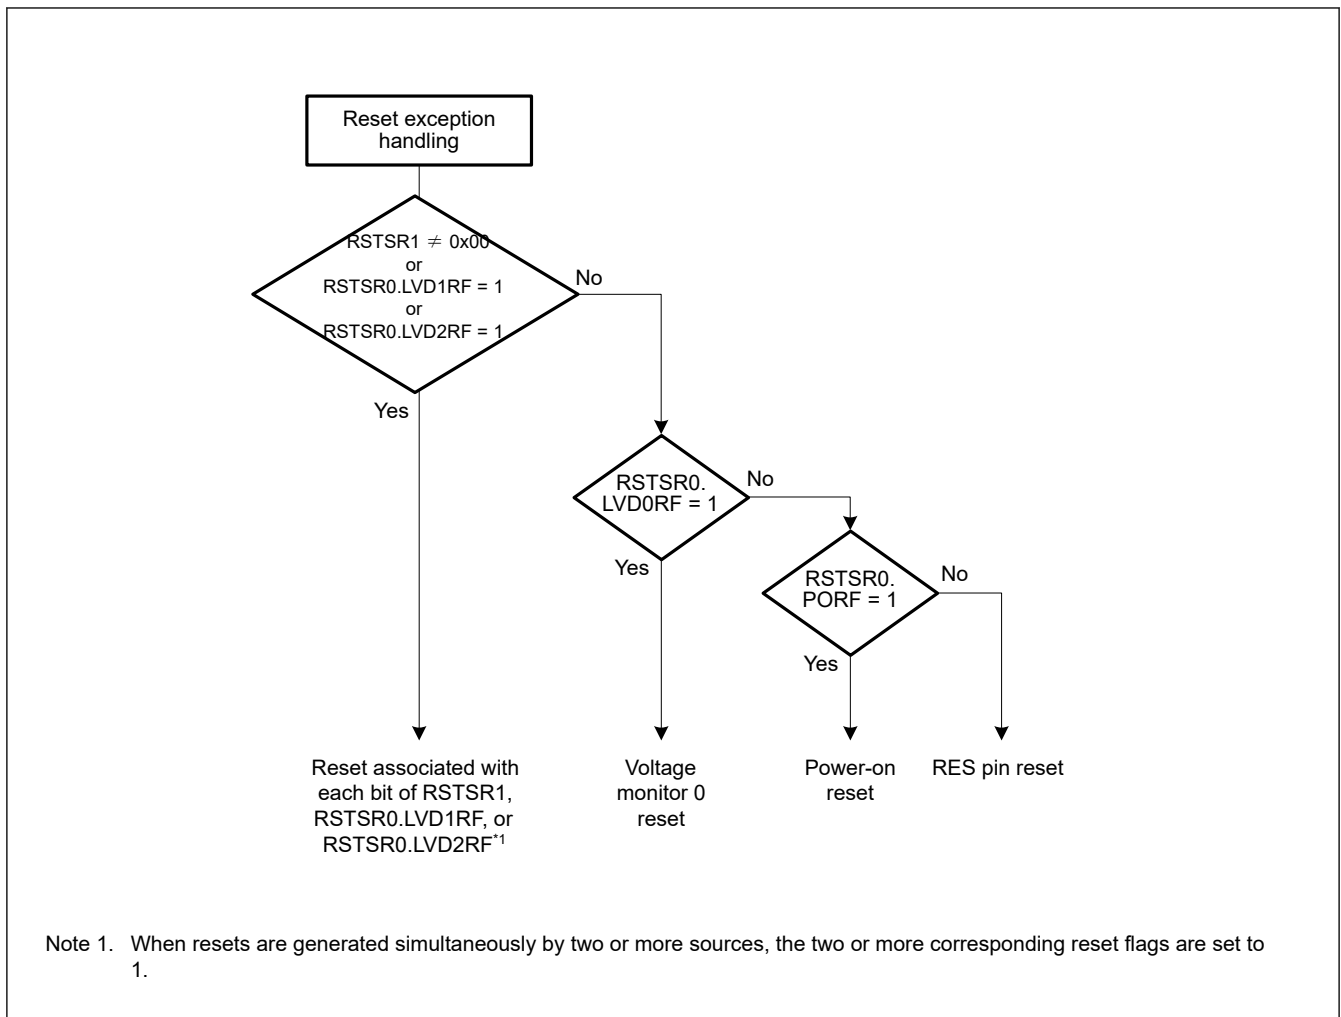 Reset exception
handling
RSTSR1 ≠ 0x00
or
RSTSR0.LVD1RF = 1
or
RSTSR0.LVD2RF = 1
No
Yes
RSTSR0.
LVD0RF = 1
No
Yes
RSTSR0.
PORF = 1
No
Yes
Reset associated with
each bit of RSTSR1,
RSTSR0.LVD1RF, or
RSTSR0.LVD2RF*1
Voltage
monitor 0
reset
Power-on
reset
RES pin reset
Note 1. When resets are generated simultaneously by two or more sources, the two or more corresponding reset flags are set to
1.